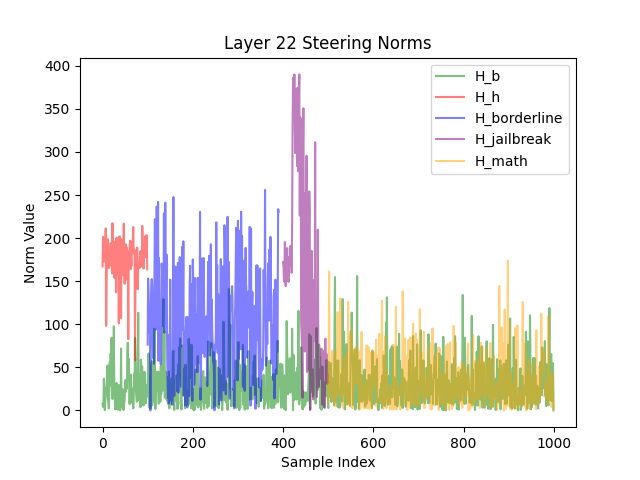 Layer 22 Steering Norms
400
350
300
250
200
150
100
50
0
Norm Value
H_b
H_h
H_borderline
H_jailbreak
H_math
0 200 400 600 800 1000
Sample Index